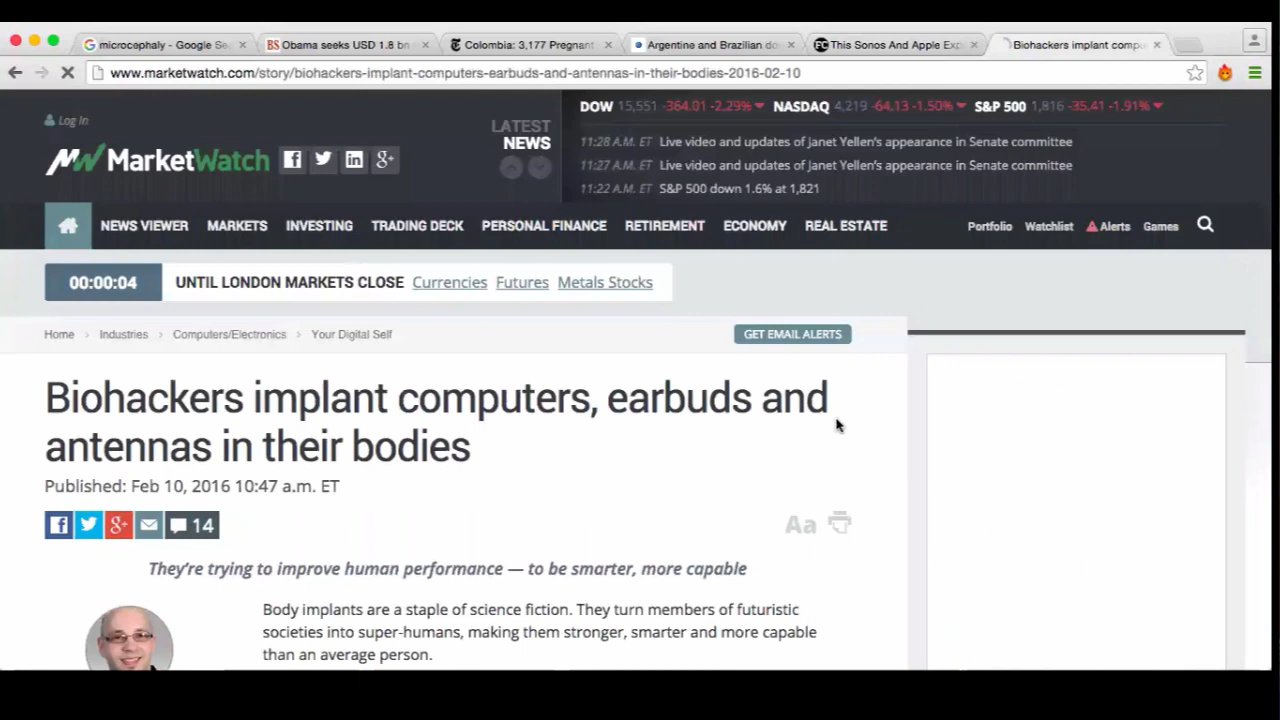 microcephaly - Google Se
BS Obama seeks USD 1.8 bn
Colombia: 3,177 Pregnant
Argentine and Brazilian do
FC This Sonos And Apple Exp
Biohackers implant compu
www.marketwatch.com/story/biohackers-implant-computers-earbuds-and-antennas-in-their-bodies-2016-02-10
Log In
MarketWatch
LATEST
NEWS
DOW 15,551 -364.01 -2.29% NASDAQ 4,219 -64.13 -1.50% S&P 500 1,816 -35.41 -1.91%
11:28 A.M. ET Live video and updates of Janet Yellen's appearance in Senate committee
11:27 A.M. ET Live video and updates of Janet Yellen's appearance in Senate committee
11:22 A.M. ET S&P 500 down 1.6% at 1,821
NEWS VIEWER MARKETS INVESTING TRADING DECK PERSONAL FINANCE RETIREMENT ECONOMY REAL ESTATE Portfolio Watchlist Alerts Games
00:00:04 UNTIL LONDON MARKETS CLOSE Currencies Futures Metals Stocks
Home > Industries > Computers/Electronics > Your Digital Self
GET EMAIL ALERTS
Biohackers implant computers, earbuds and
antennas in their bodies
Published: Feb 10, 2016 10:47 a.m. ET
14
Aa
They're trying to improve human performance — to be smarter, more capable
Body implants are a staple of science fiction. They turn members of futuristic
societies into super-humans, making them stronger, smarter and more capable
than an average person.